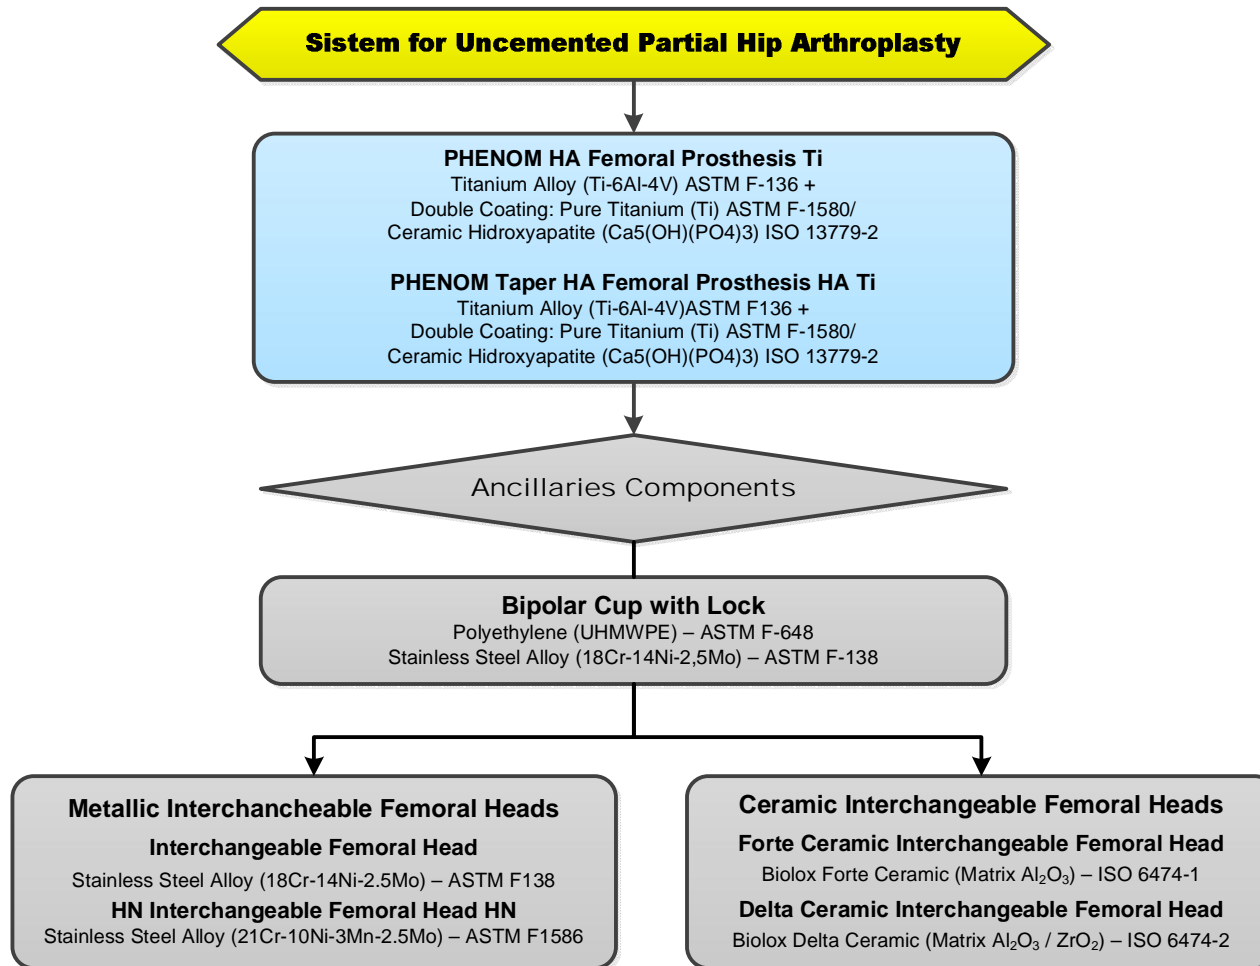 Sistem for Uncemented Partial Hip Arthroplasty
PHENOM HA Femoral Prosthesis Ti
Titanium Alloy (Ti-6Al-4V) ASTM F-136 +
Double Coating: Pure Titanium (Ti) ASTM F-1580/
Ceramic Hidroxyapatite (Ca5(OH)(PO4)3) ISO 13779-2
PHENOM Taper HA Femoral Prosthesis HA Ti
Titanium Alloy (Ti-6Al-4V)ASTM F136 +
Double Coating: Pure Titanium (Ti) ASTM F-1580/
Ceramic Hidroxyapatite (Ca5(OH)(PO4)3) ISO 13779-2
Ancillaries Components
Bipolar Cup with Lock
Polyethylene (UHMWPE) – ASTM F-648
Stainless Steel Alloy (18Cr-14Ni-2,5Mo) – ASTM F-138
Metallic Interchancheable Femoral Heads
Interchangeable Femoral Head
Stainless Steel Alloy (18Cr-14Ni-2.5Mo) – ASTM F138
HN Interchangeable Femoral Head HN
Stainless Steel Alloy (21Cr-10Ni-3Mn-2.5Mo) – ASTM F1586
Ceramic Interchangeable Femoral Heads
Forte Ceramic Interchangeable Femoral Head
Biolox Forte Ceramic (Matrix Al₂O₃) – ISO 6474-1
Delta Ceramic Interchangeable Femoral Head
Biolox Delta Ceramic (Matrix Al₂O₃ / ZrO₂) – ISO 6474-2